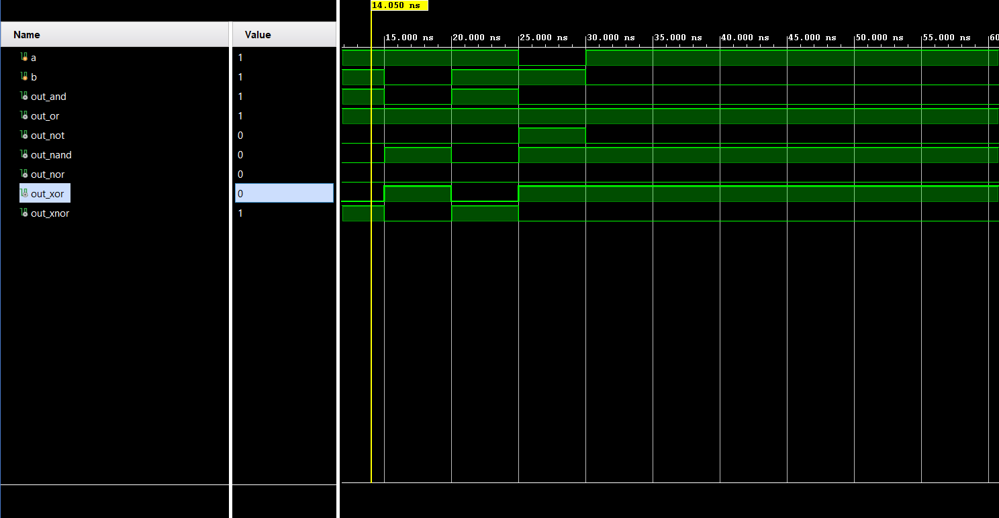 14.050 ns
Name Value
15.000 ns 20.000 ns 25.000 ns 30.000 ns 35.000 ns 40.000 ns 45.000 ns 50.000 ns 55.000 ns 60
a 1
b 1
out_and 1
out_or 1
out_not 0
out_nand 0
out_nor 0
out_xor 0
out_xnor 1